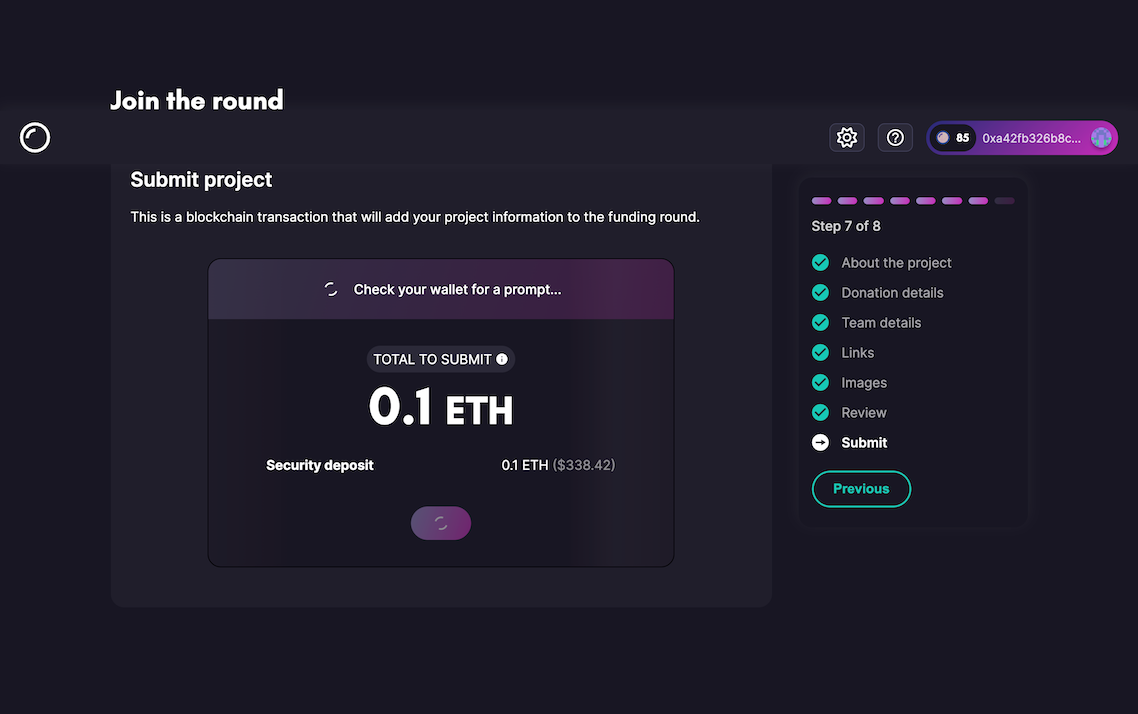 Join the round
85 0xa42fb326b8c...
Submit project
This is a blockchain transaction that will add your project information to the funding round.
Check your wallet for a prompt...
TOTAL TO SUBMIT
0.1 ETH
Security deposit 0.1 ETH ($338.42)
Step 7 of 8
About the project
Donation details
Team details
Links
Images
Review
Submit
Previous